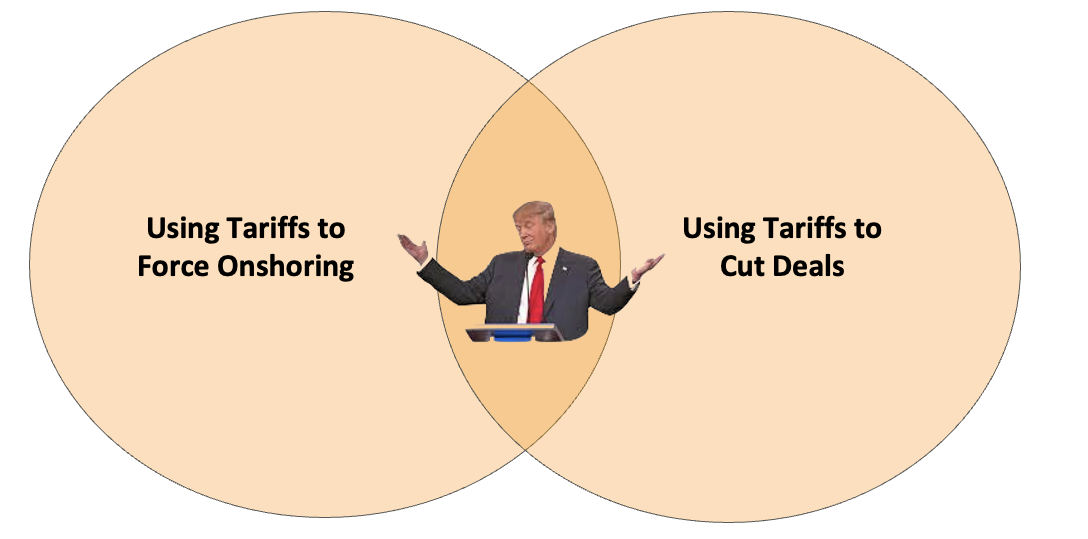 Using Tariffs to
Force Onshoring
Using Tariffs to
Cut Deals